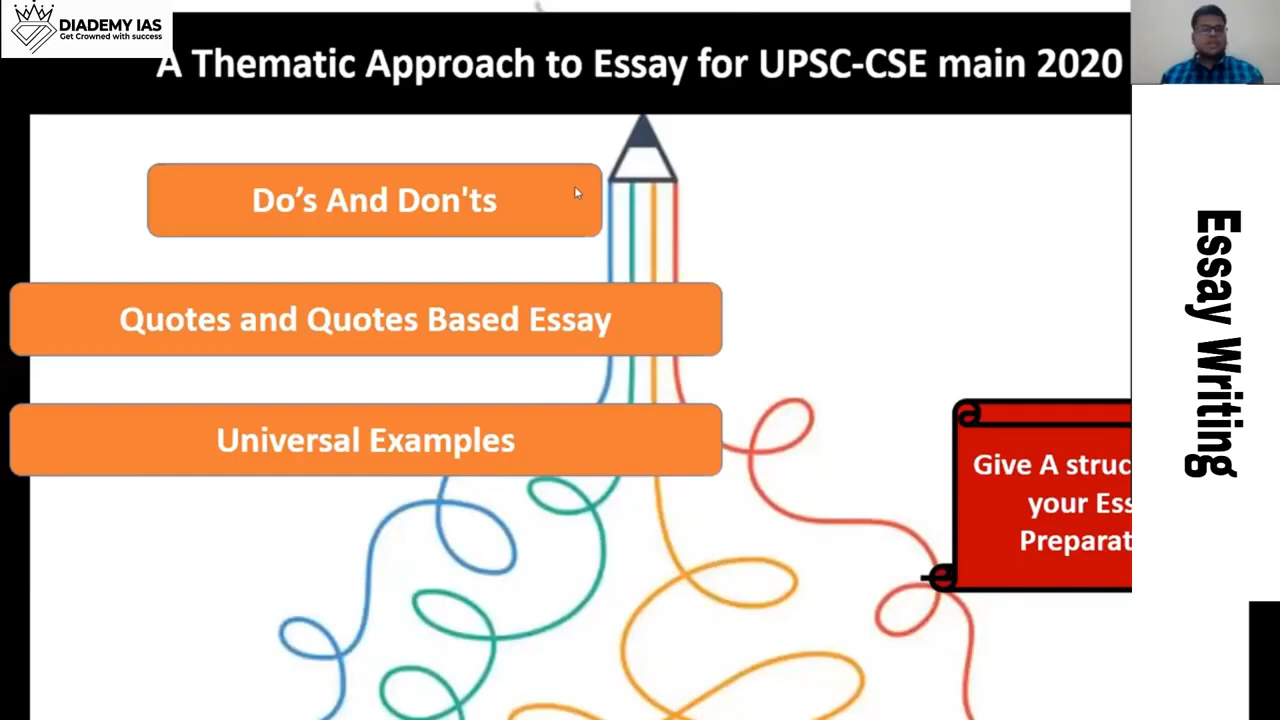 DIADEMY IAS
Get Crowned with success
A Thematic Approach to Essay for UPSC-CSE main 2020
Do’s And Don'ts
Quotes and Quotes Based Essay
Universal Examples
Give A struc
your Ess
Preparat
Essay Writing